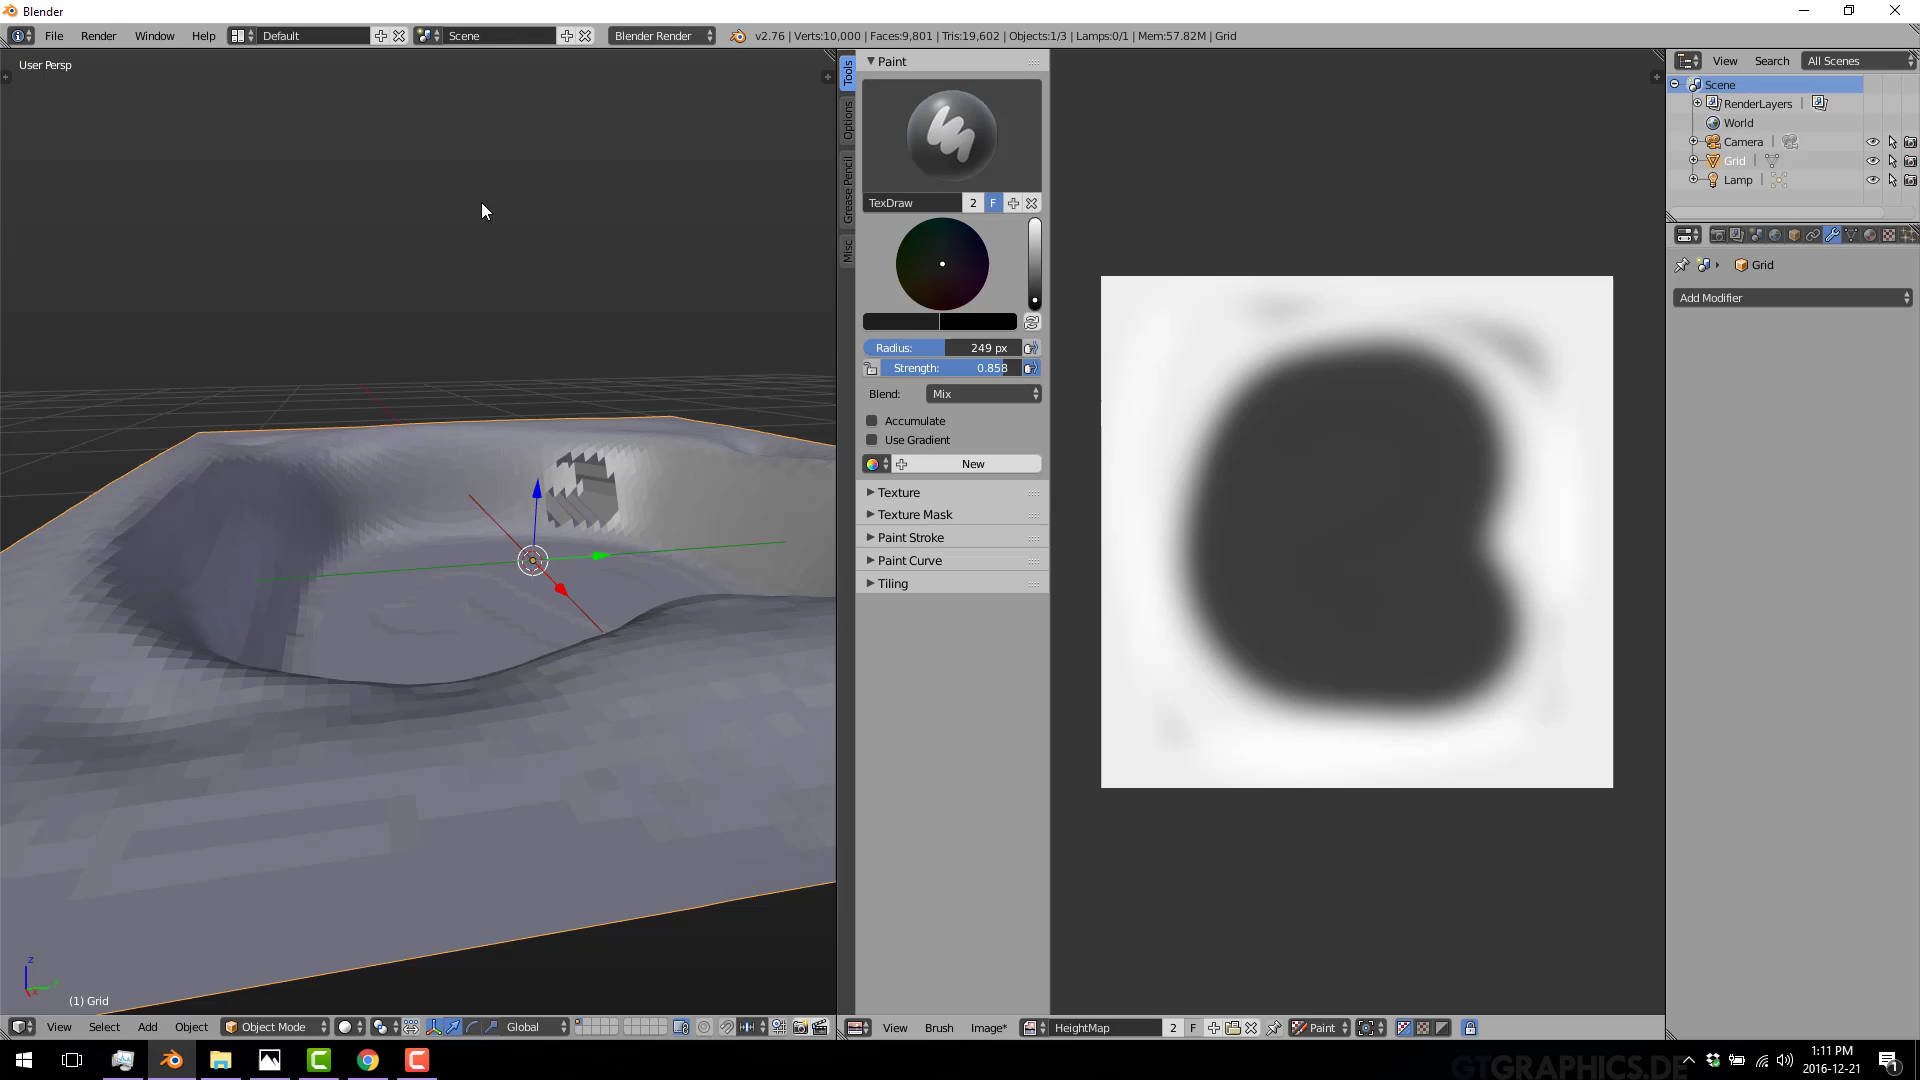 Blender
File Render Window Help Default Scene Blender Render v2.76 | Verts:10,000 | Faces:9,801 | Tris:19,602 | Objects:1/3 | Lamps:0/1 | Mem:57.82M | Grid
User Persp
Tools
Options
Grease Pencil
Misc
Paint
TexDraw 2 F
Radius: 249 px
Strength: 0.858
Blend: Mix
Accumulate
Use Gradient
New
Texture
Texture Mask
Paint Stroke
Paint Curve
Tiling
View Search All Scenes
Scene
RenderLayers |
World
Camera |
Grid |
Lamp |
Grid
Add Modifier
z
(1) Grid
View Select Add Object Object Mode Global
View Brush Image* HeightMap 2 F Paint
GTGRAPHICS.DE
1:11 PM
2016-12-21
1